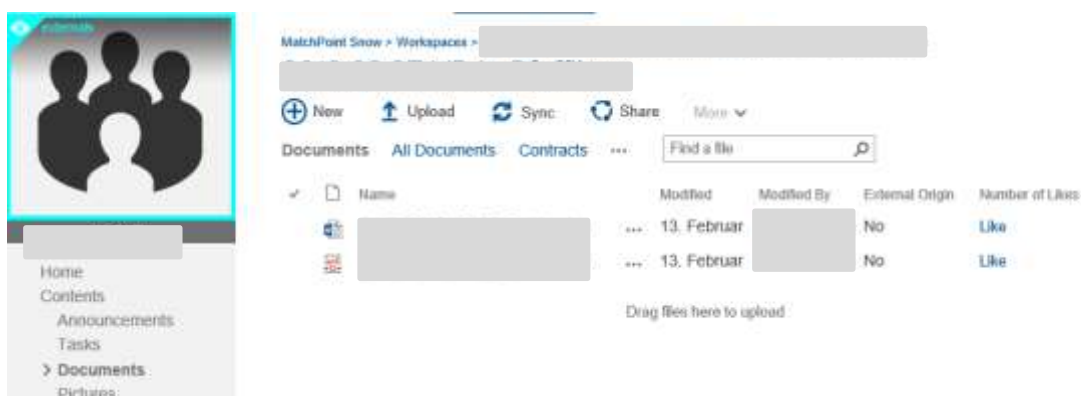 externals
MatchPoint Snow > Workspaces >
New Upload Sync Share More
Documents All Documents Contracts ... Find a file
Name Modified Modified By External Origin Number of Likes
... 13. Februar No Like
... 13. Februar No Like
Drag files here to upload
Home
Contents
Announcements
Tasks
> Documents
Pictures